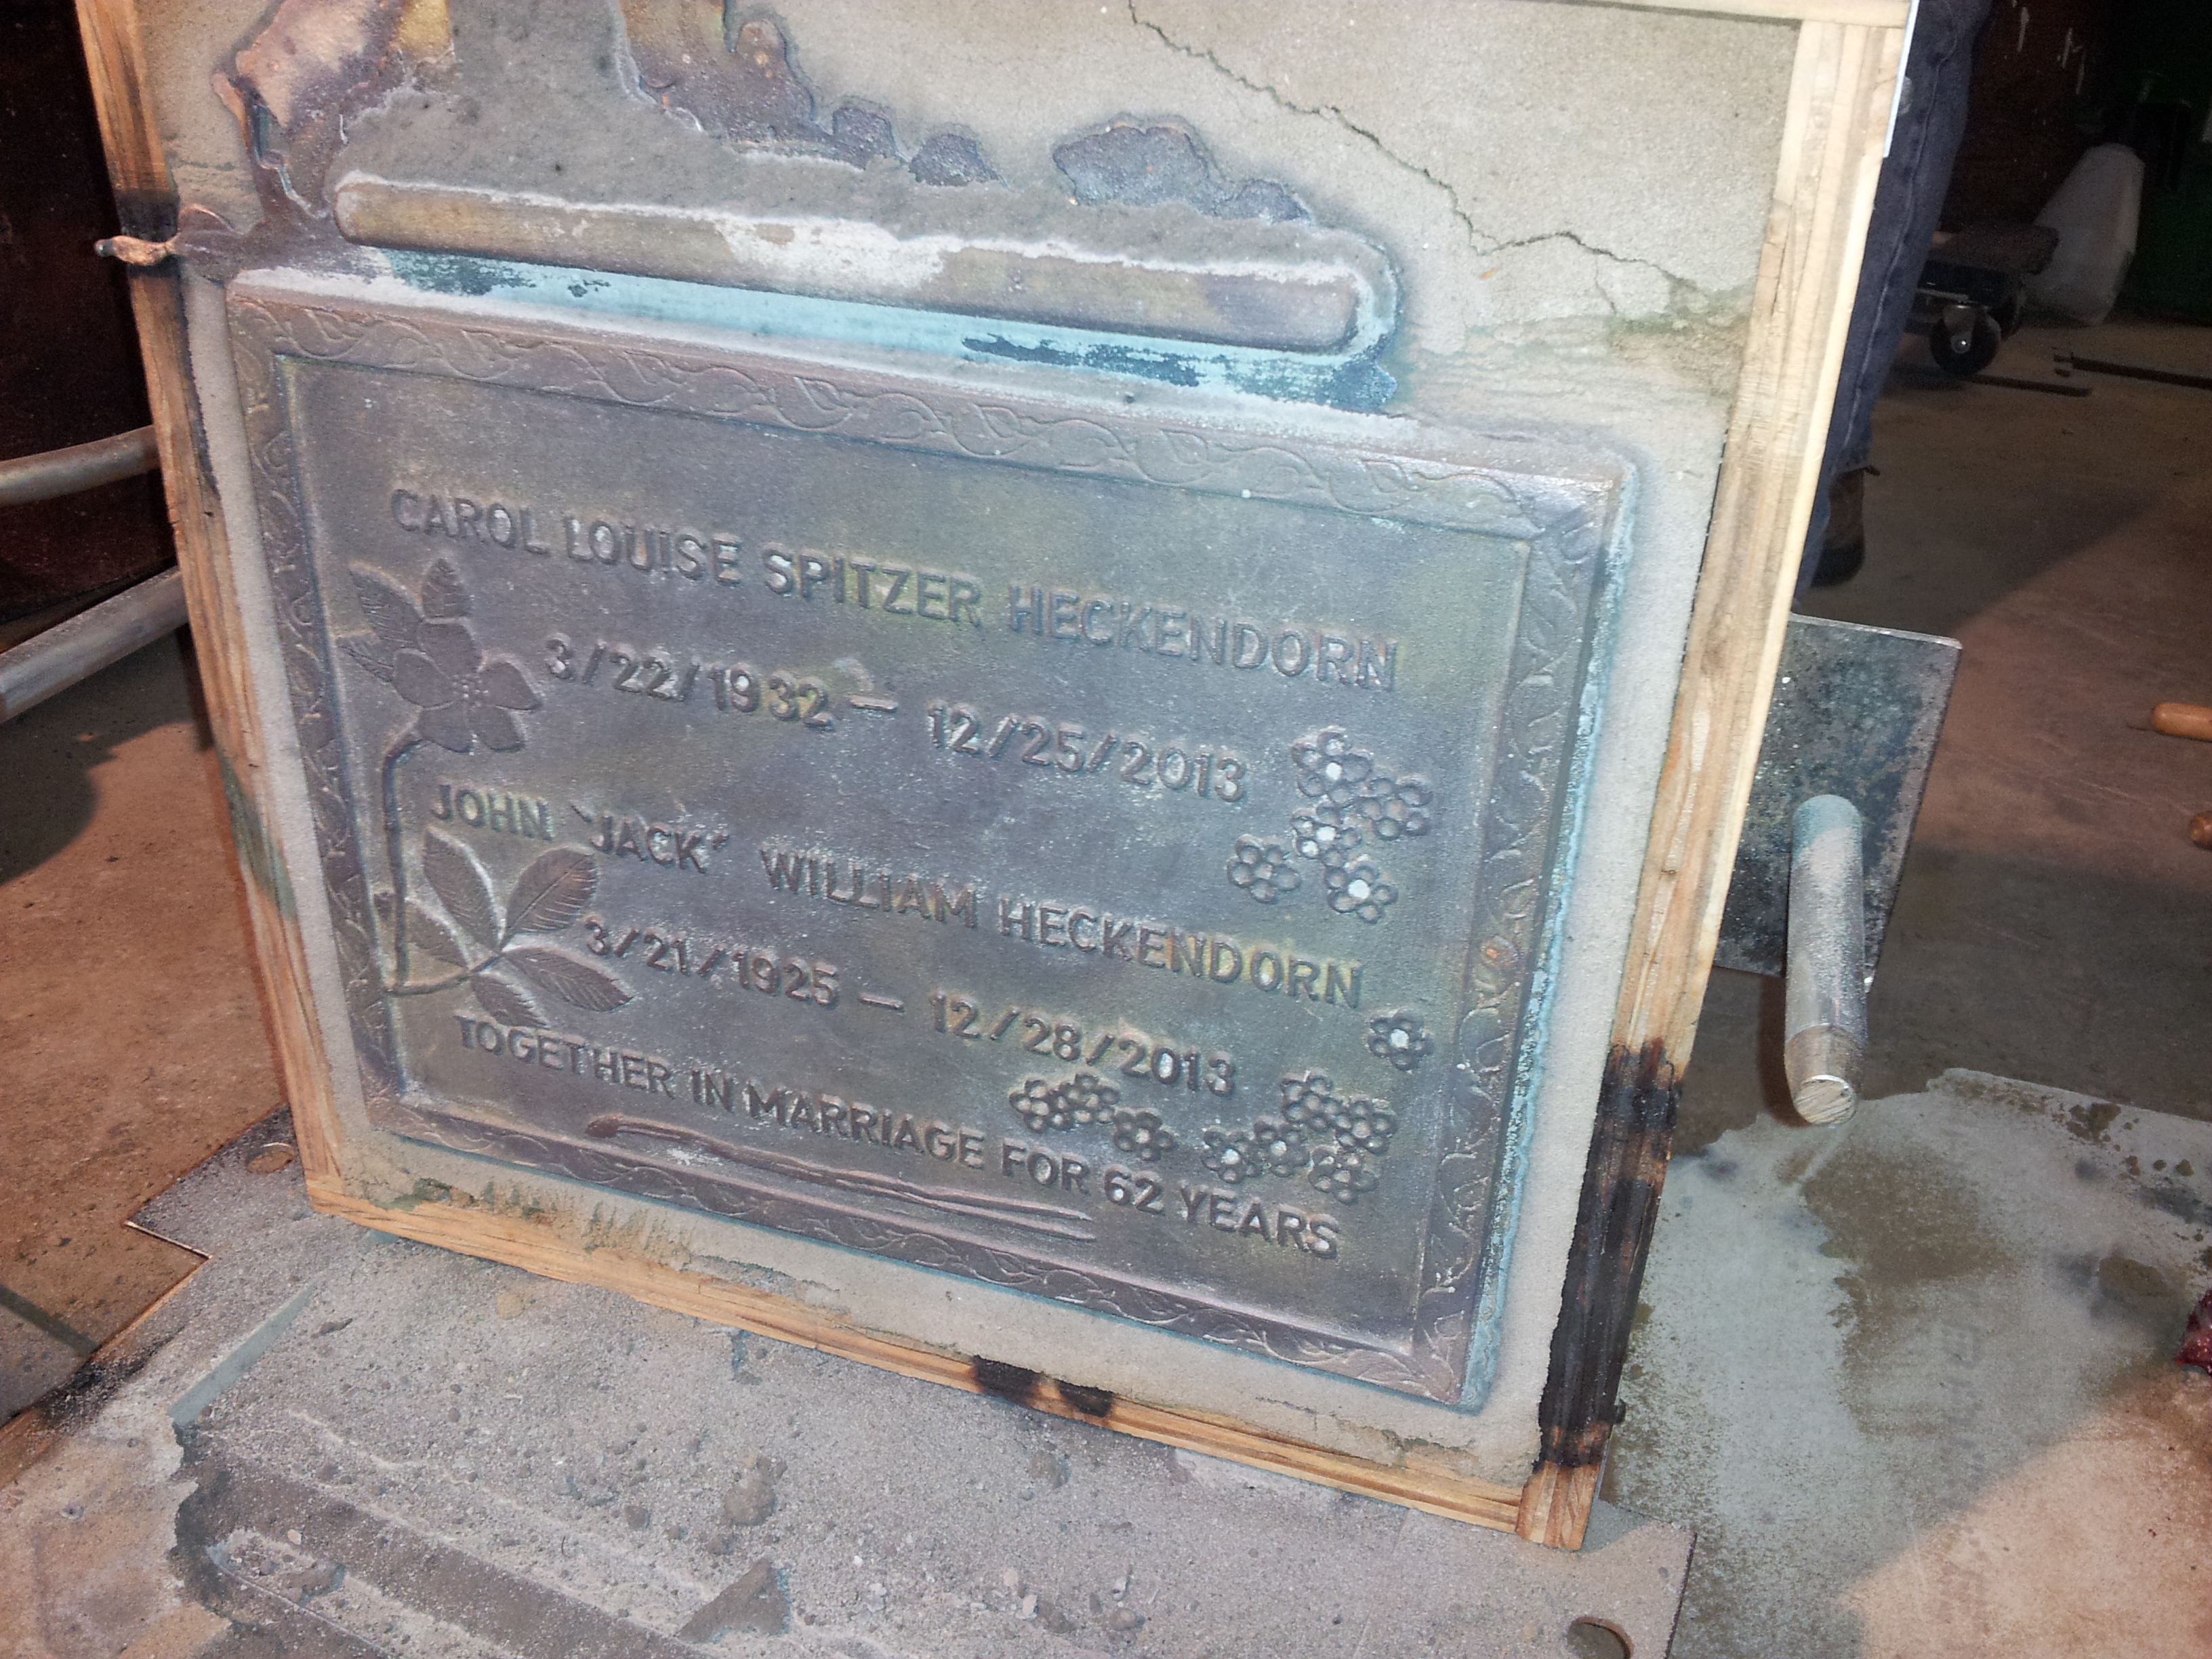 CAROL LOUISE SPITZER HECKENDORN
3/22/1932 — 12/25/2013
JOHN "JACK" WILLIAM HECKENDORN
3/21/1925 — 12/28/2013
TOGETHER IN MARRIAGE FOR 62 YEARS